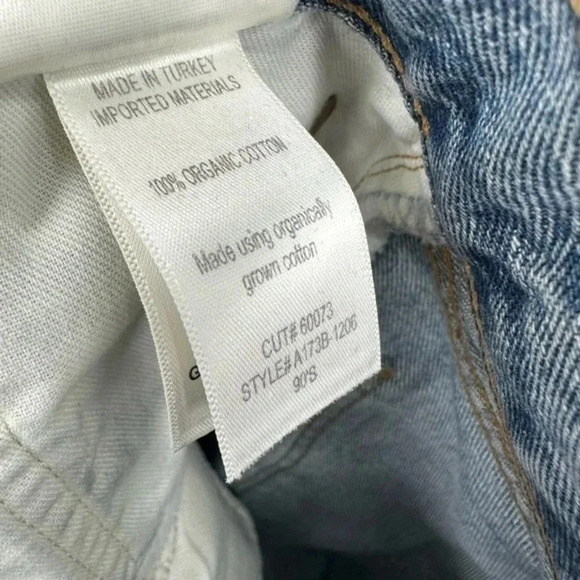 MADE IN TURKEY
IMPORTED MATERIALS
100% ORGANIC COTTON
Made using organically
grown cotton
CUT# 60073
STYLE# A173B-1206
90'S
G